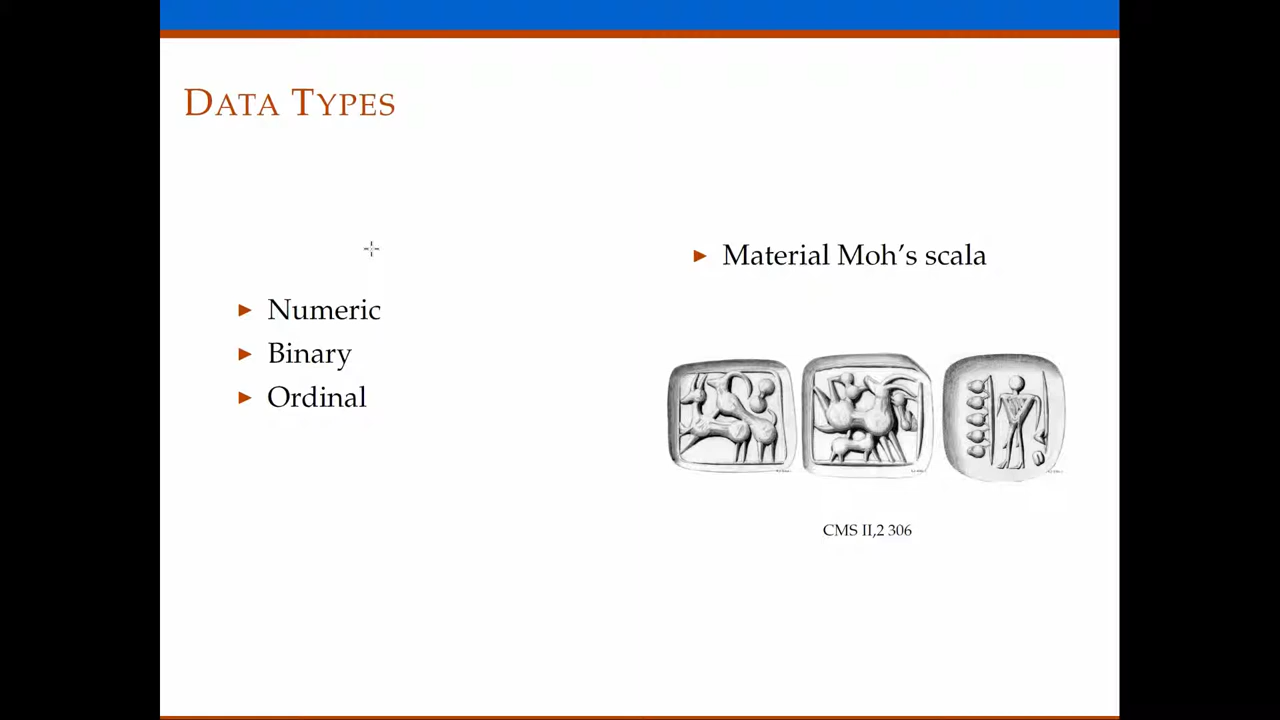 DATA TYPES
Numeric
Binary
Ordinal
Material Moh's scala
CMS II,2 306